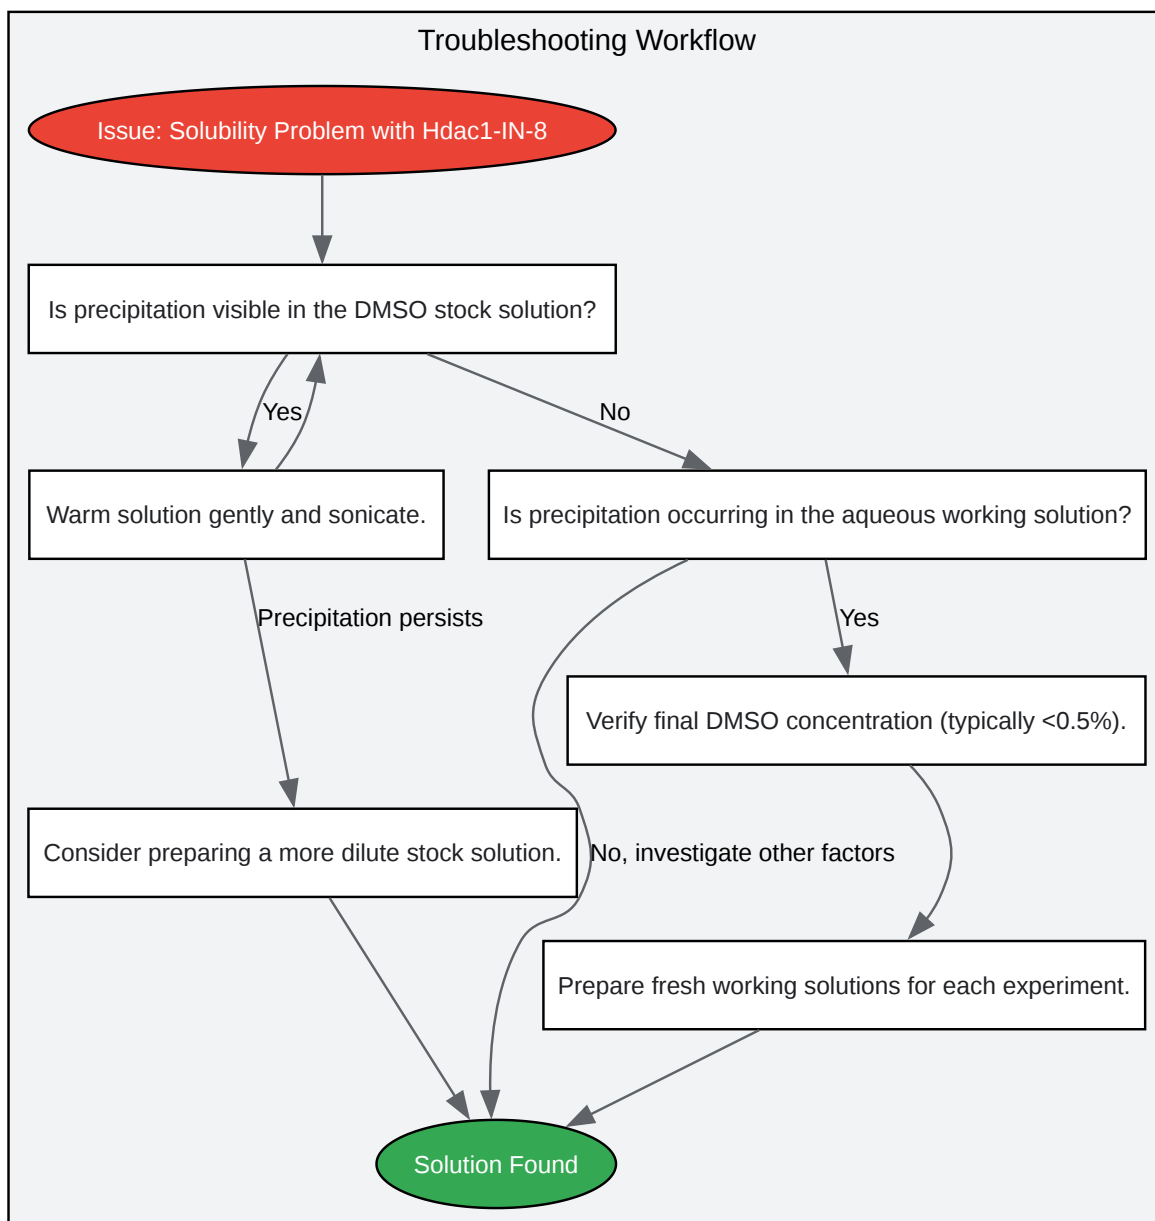 Troubleshooting Workflow
Issue: Solubility Problem with Hdac1-IN-8
Is precipitation visible in the DMSO stock solution?
Yes
No
Warm solution gently and sonicate.
Is precipitation occurring in the aqueous working solution?
Precipitation persists
Yes
Verify final DMSO concentration (typically <0.5%).
Consider preparing a more dilute stock solution.
No, investigate other factors
Prepare fresh working solutions for each experiment.
Solution Found